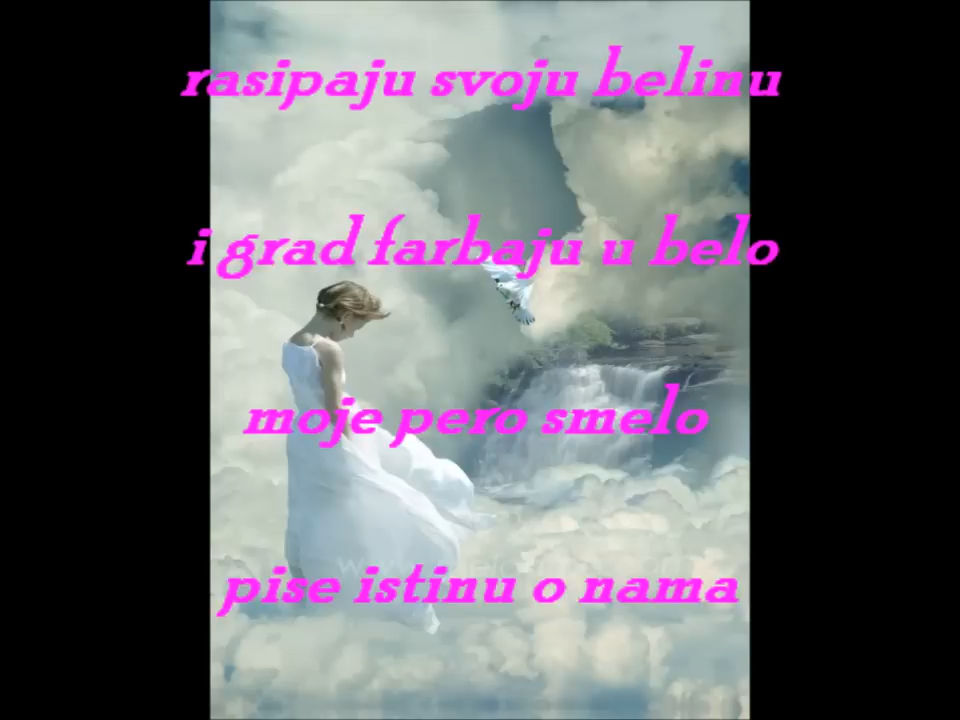 rasipaju svoju belinu
i grad farbaju u belo
moje pero smelo
pise istinu o nama